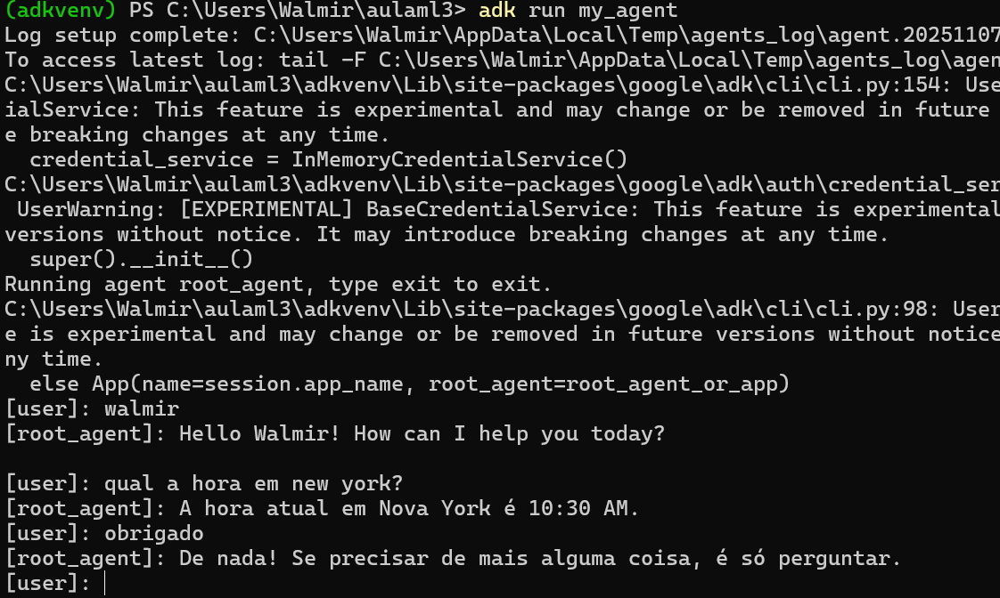 (adkvenv) PS C:\Users\Walmir\aulaml3> adk run my_agent
Log setup complete: C:\Users\Walmir\AppData\Local\Temp\agents_log\agent.20251107
To access latest log: tail -F C:\Users\Walmir\AppData\Local\Temp\agents_log\agen
C:\Users\Walmir\aulaml3\adkvenv\Lib\site-packages\google\adk\cli\cli.py:154: Use
ialService: This feature is experimental and may change or be removed in future
e breaking changes at any time.
  credential_service = InMemoryCredentialService()
C:\Users\Walmir\aulaml3\adkvenv\Lib\site-packages\google\adk\auth\credential_ser
 UserWarning: [EXPERIMENTAL] BaseCredentialService: This feature is experimental
versions without notice. It may introduce breaking changes at any time.
  super().__init__()
Running agent root_agent, type exit to exit.
C:\Users\Walmir\aulaml3\adkvenv\Lib\site-packages\google\adk\cli\cli.py:98: User
e is experimental and may change or be removed in future versions without notice
ny time.
  else App(name=session.app_name, root_agent=root_agent_or_app)
[user]: walmir
[root_agent]: Hello Walmir! How can I help you today?
[user]: qual a hora em new york?
[root_agent]: A hora atual em Nova York é 10:30 AM.
[user]: obrigado
[root_agent]: De nada! Se precisar de mais alguma coisa, é só perguntar.
[user]: